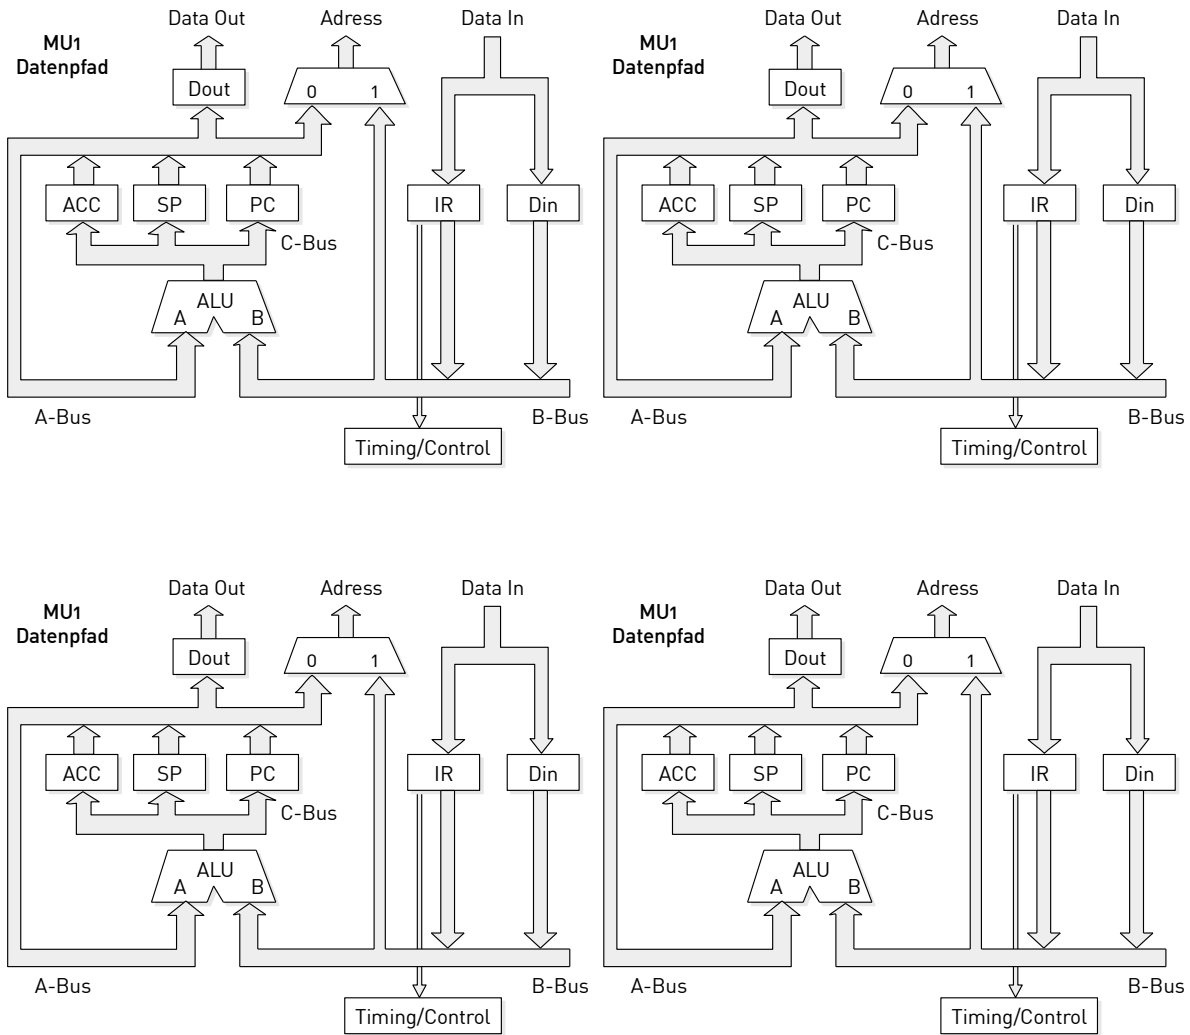 Data Out Adress Data In
MU1
Datenpfad
Dout
0 1
ACC SP PC IR Din
C-Bus
ALU
A B
A-Bus B-Bus
Timing/Control
Data Out Adress Data In
MU1
Datenpfad
Dout
0 1
ACC SP PC IR Din
C-Bus
ALU
A B
A-Bus B-Bus
Timing/Control
Data Out Adress Data In
MU1
Datenpfad
Dout
0 1
ACC SP PC IR Din
C-Bus
ALU
A B
A-Bus B-Bus
Timing/Control
Data Out Adress Data In
MU1
Datenpfad
Dout
0 1
ACC SP PC IR Din
C-Bus
ALU
A B
A-Bus B-Bus
Timing/Control